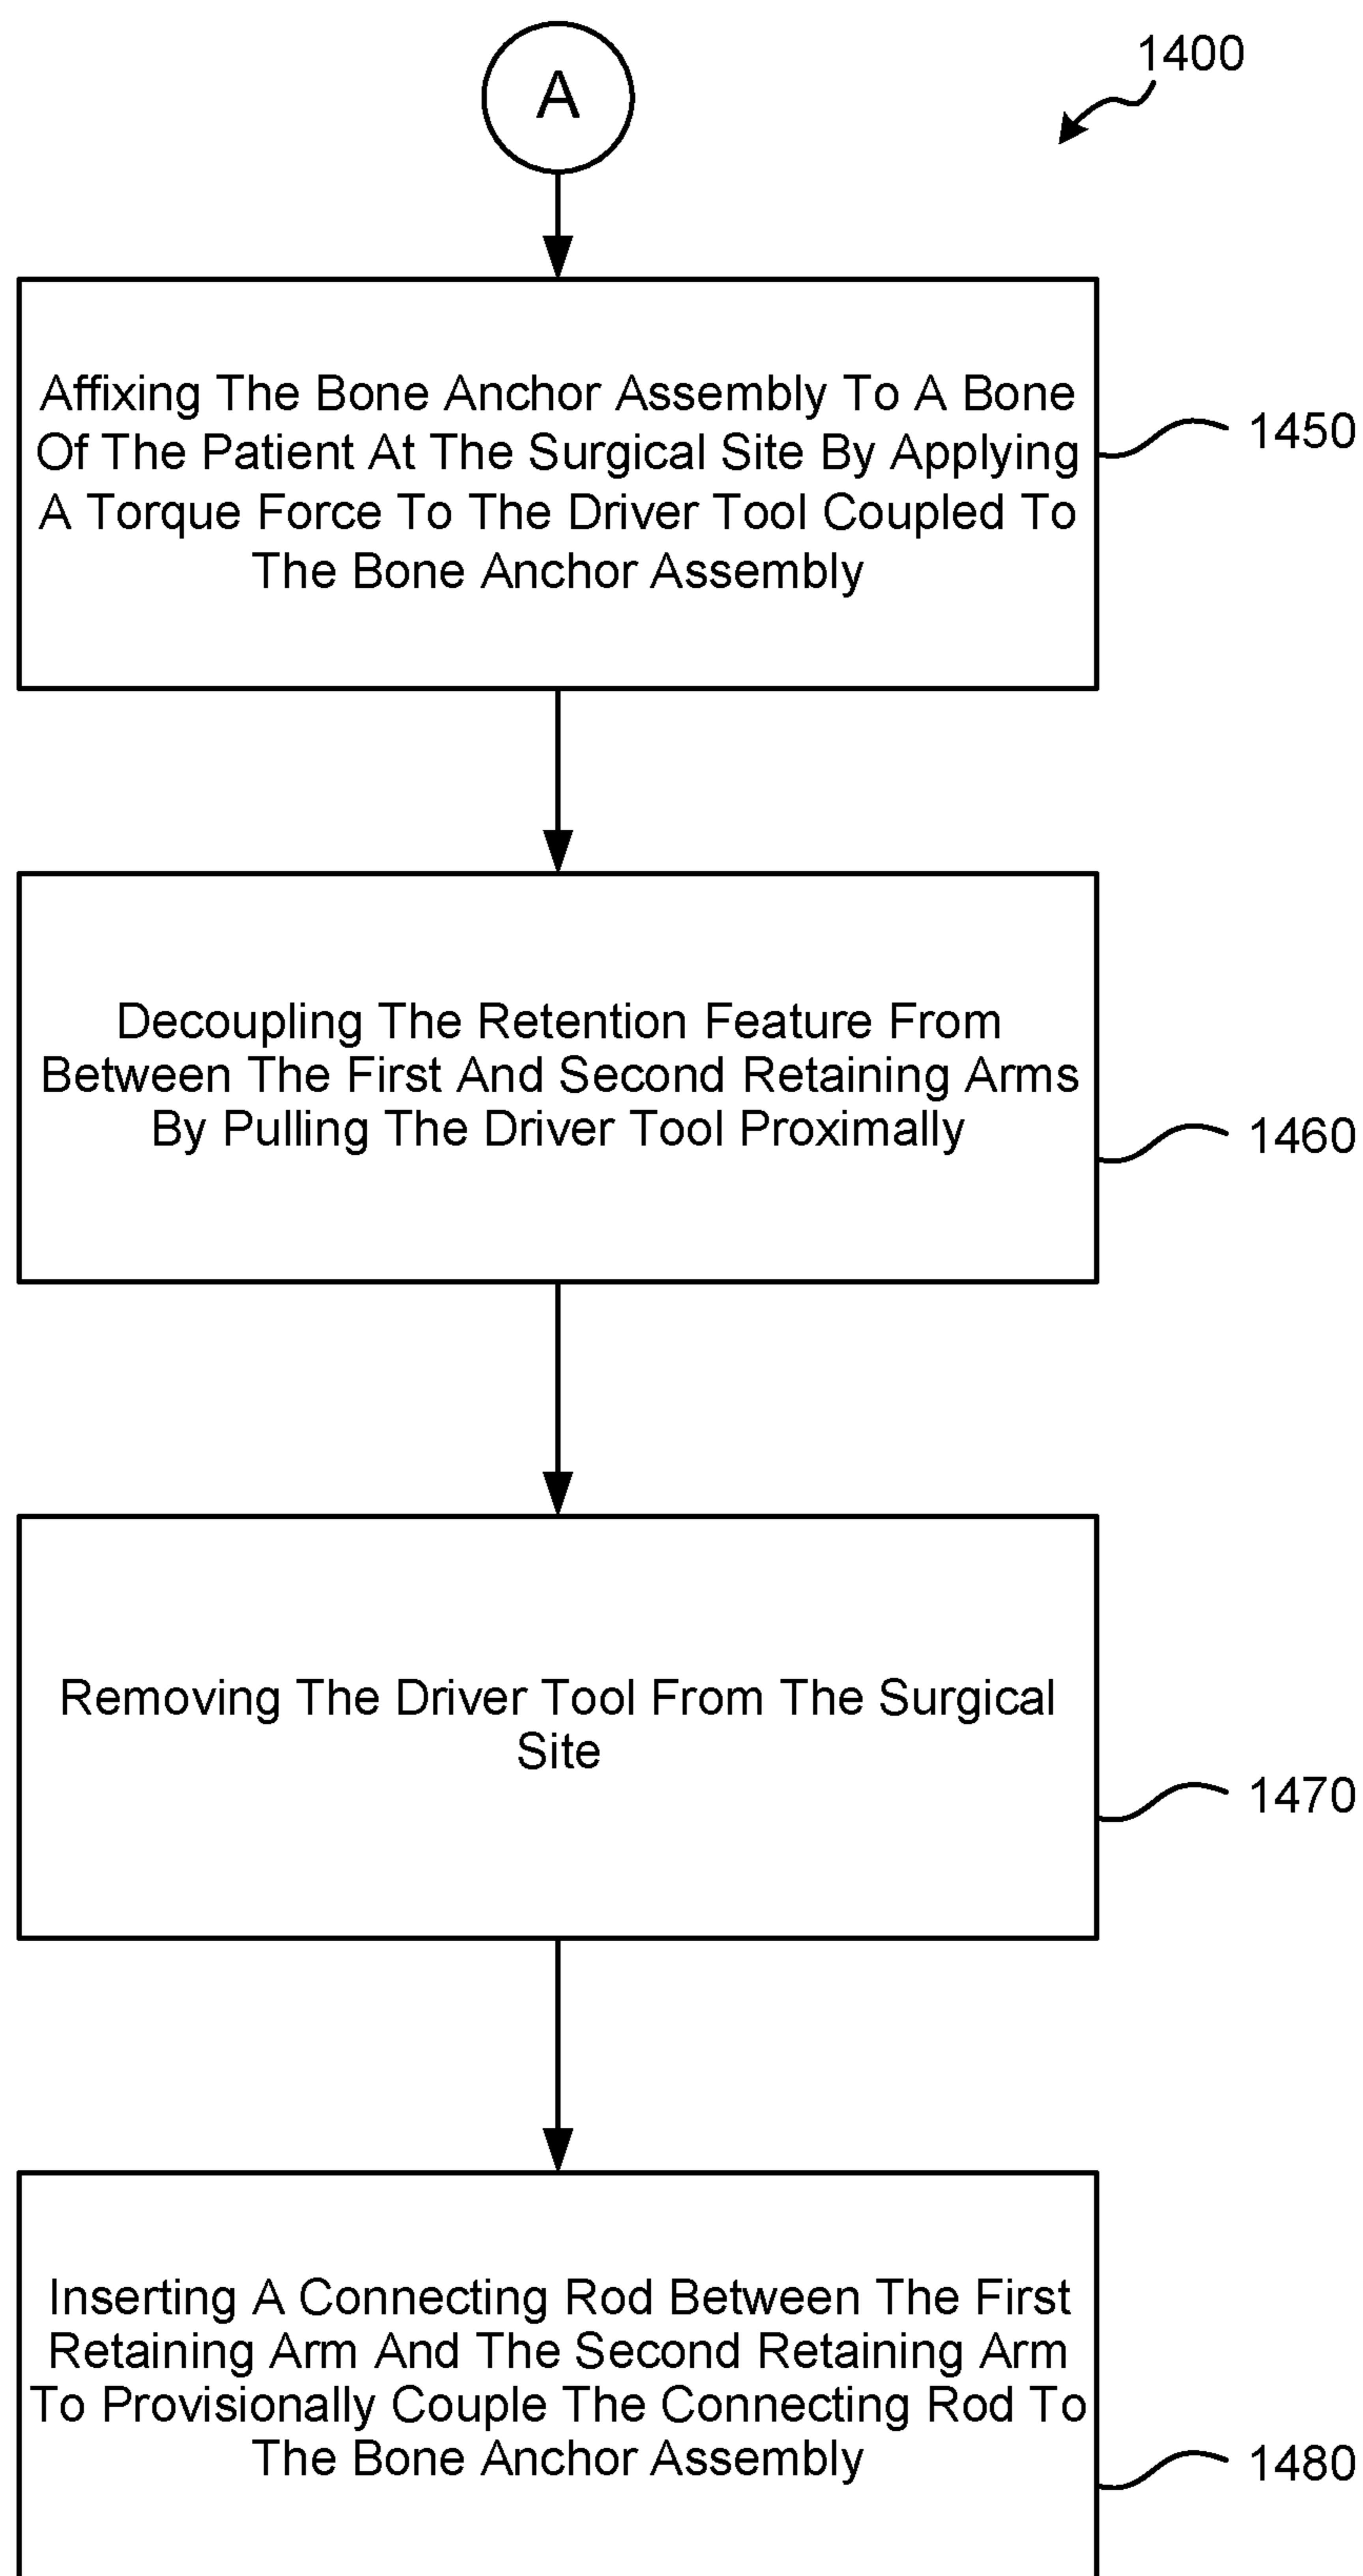 A
1400
Affixing The Bone Anchor Assembly To A Bone
Of The Patient At The Surgical Site By Applying
A Torque Force To The Driver Tool Coupled To
The Bone Anchor Assembly
1450
Decoupling The Retention Feature From
Between The First And Second Retaining Arms
By Pulling The Driver Tool Proximally
1460
Removing The Driver Tool From The Surgical
Site
1470
Inserting A Connecting Rod Between The First
Retaining Arm And The Second Retaining Arm
To Provisionally Couple The Connecting Rod To
The Bone Anchor Assembly
1480